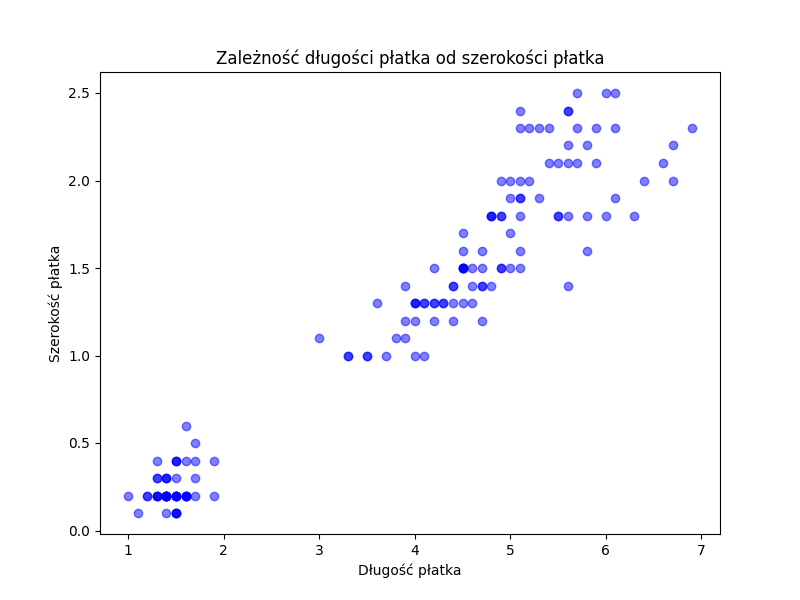 Zależność długości płatka od szerokości płatka
2.5
2.0
1.5
1.0
0.5
0.0
Szerokość płatka
1 2 3 4 5 6 7
Długość płatka